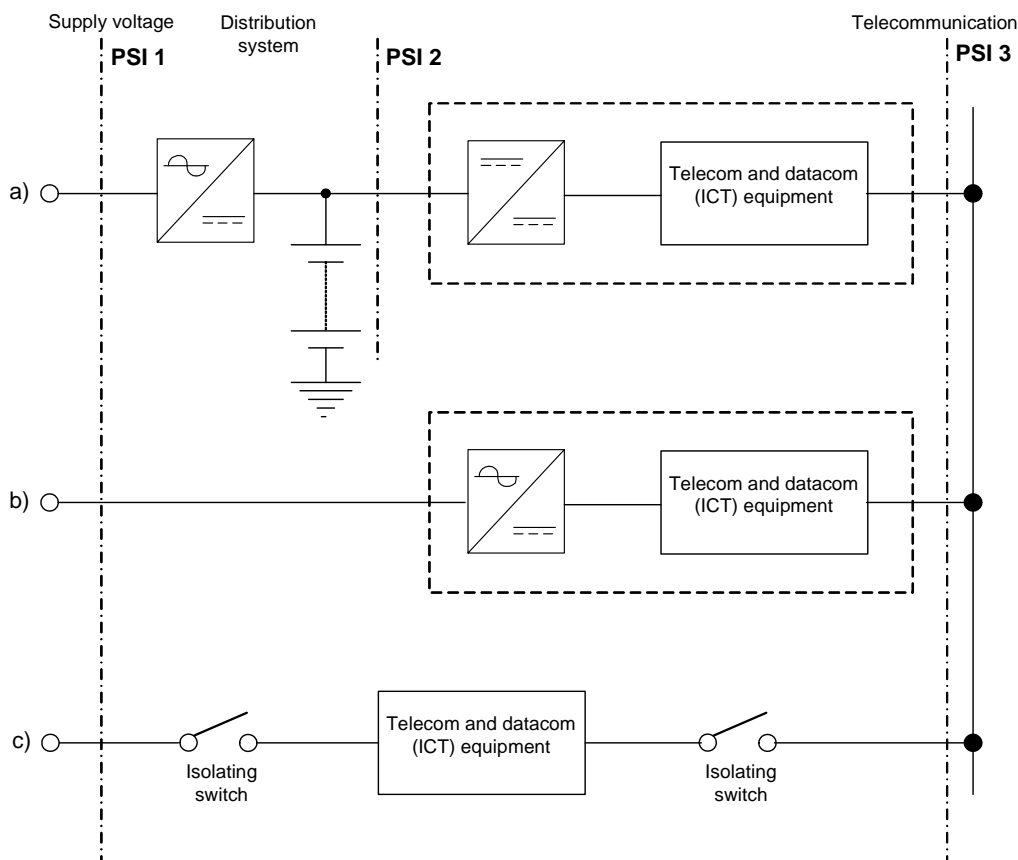 Supply voltage
Distribution
system
Telecommunication
PSI 1
PSI 2
PSI 3
a)
Telecom and datacom
(ICT) equipment
b)
Telecom and datacom
(ICT) equipment
c)
Isolating
switch
Telecom and datacom
(ICT) equipment
Isolating
switch